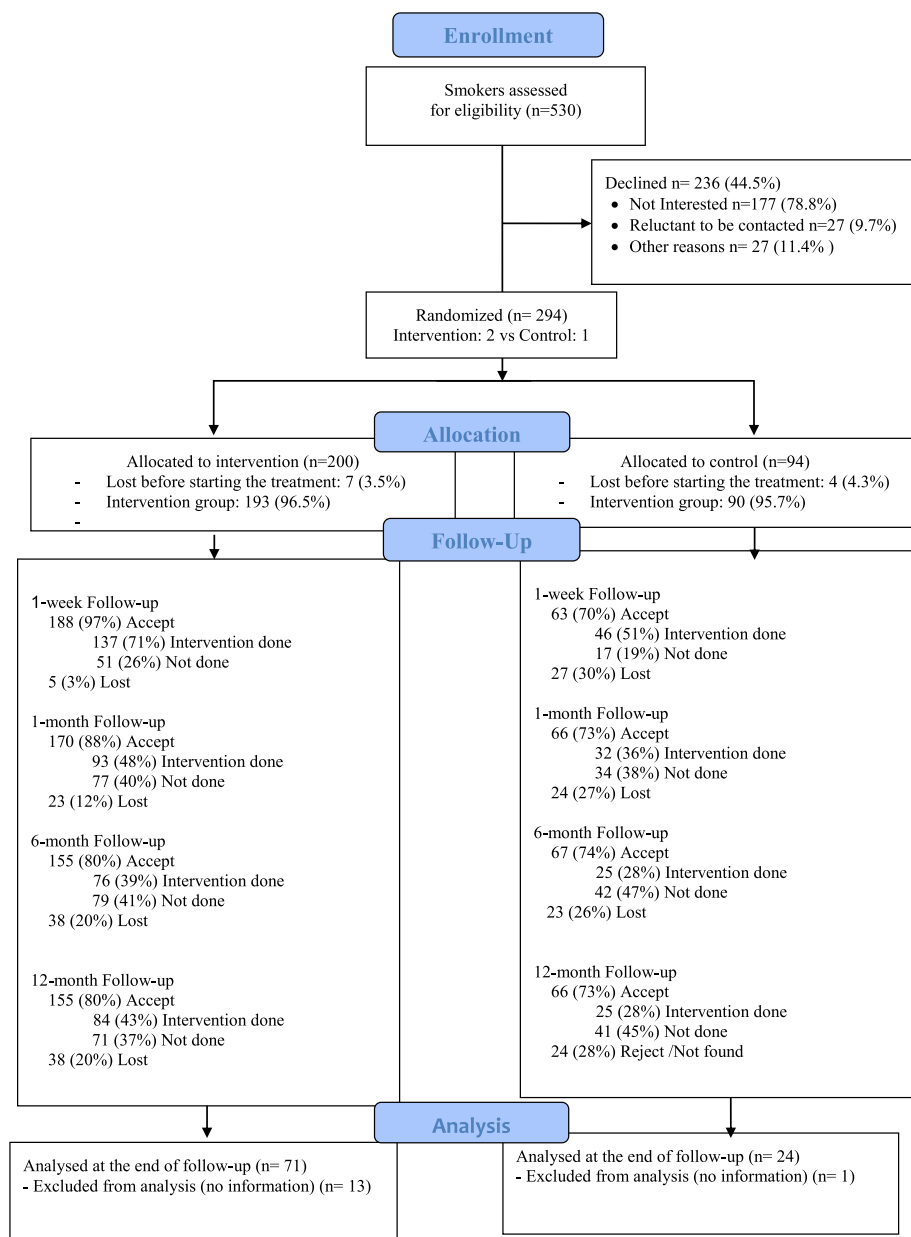 Enrollment
Smokers assessed
for eligibility (n=530)
Declined n= 236 (44.5%)
• Not Interested n=177 (78.8%)
• Reluctant to be contacted n=27 (9.7%)
• Other reasons n= 27 (11.4% )
Randomized (n= 294)
Intervention: 2 vs Control: 1
Allocation
Allocated to intervention (n=200)
- Lost before starting the treatment: 7 (3.5%)
- Intervention group: 193 (96.5%)
-
Allocated to control (n=94)
- Lost before starting the treatment: 4 (4.3%)
- Intervention group: 90 (95.7%)
Follow-Up
1-week Follow-up
188 (97%) Accept
137 (71%) Intervention done
51 (26%) Not done
5 (3%) Lost
1-month Follow-up
170 (88%) Accept
93 (48%) Intervention done
77 (40%) Not done
23 (12%) Lost
6-month Follow-up
155 (80%) Accept
76 (39%) Intervention done
79 (41%) Not done
38 (20%) Lost
12-month Follow-up
155 (80%) Accept
84 (43%) Intervention done
71 (37%) Not done
38 (20%) Lost
1-week Follow-up
63 (70%) Accept
46 (51%) Intervention done
17 (19%) Not done
27 (30%) Lost
1-month Follow-up
66 (73%) Accept
32 (36%) Intervention done
34 (38%) Not done
24 (27%) Lost
6-month Follow-up
67 (74%) Accept
25 (28%) Intervention done
42 (47%) Not done
23 (26%) Lost
12-month Follow-up
66 (73%) Accept
25 (28%) Intervention done
41 (45%) Not done
24 (28%) Reject /Not found
Analysis
Analysed at the end of follow-up (n= 71)
- Excluded from analysis (no information) (n= 13)
Analysed at the end of follow-up (n= 24)
- Excluded from analysis (no information) (n= 1)